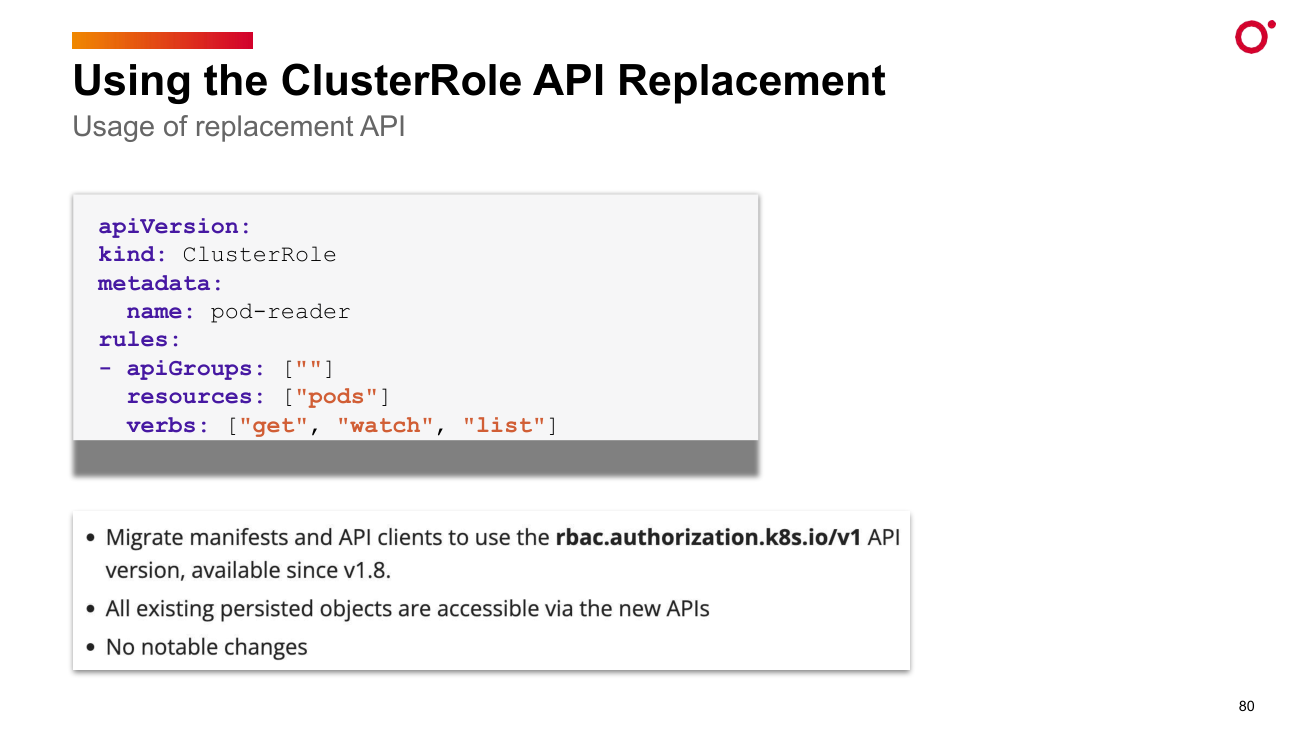 Using the ClusterRole API Replacement
Usage of replacement API
apiVersion:
kind: ClusterRole
metadata:
  name: pod-reader
rules:
- apiGroups: [""]
  resources: ["pods"]
  verbs: ["get", "watch", "list"]
• Migrate manifests and API clients to use the rbac.authorization.k8s.io/v1 API
version, available since v1.8.
• All existing persisted objects are accessible via the new APIs
• No notable changes
80